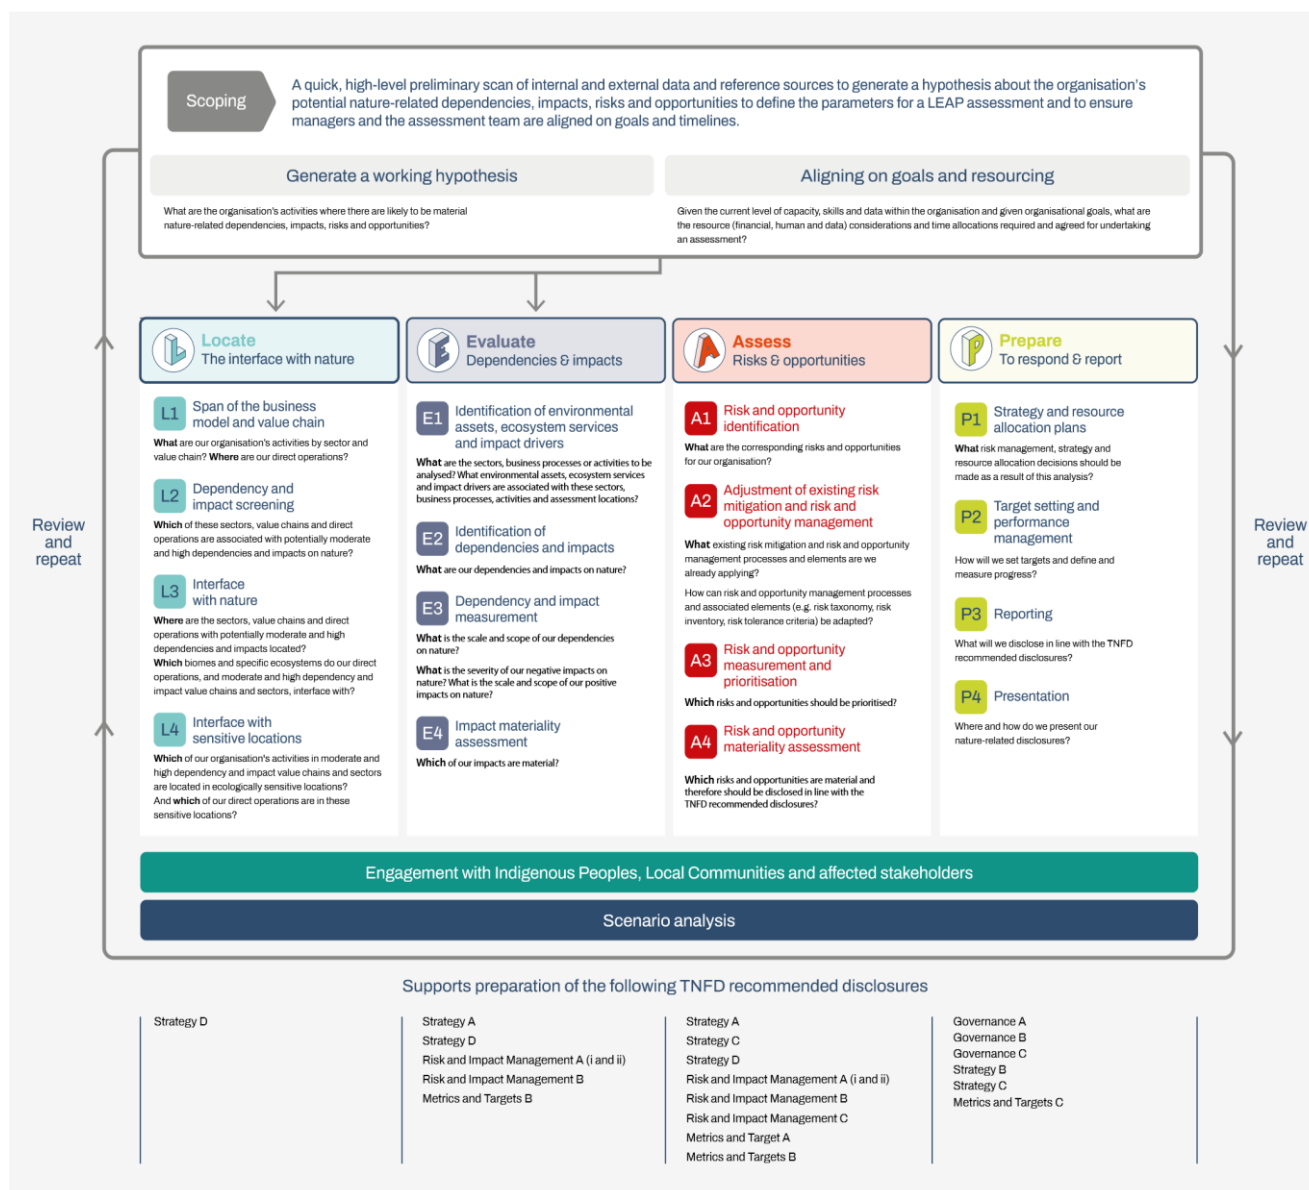 Scoping
A quick, high-level preliminary scan of internal and external data and reference sources to generate a hypothesis about the organisation's
potential nature-related dependencies, impacts, risks and opportunities to define the parameters for a LEAP assessment and to ensure
managers and the assessment team are aligned on goals and timelines.
Generate a working hypothesis
What are the organisation's activities where there are likely to be material
nature-related dependencies, impacts, risks and opportunities?
Aligning on goals and resourcing
Given the current level of capacity, skills and data within the organisation and given organisational goals, what are
the resource (financial, human and data) considerations and time allocations required and agreed for undertaking
an assessment?
Review
and
repeat
L
Locate
The interface with nature
L1
Span of the business
model and value chain
What are our organisation's activities by sector and
value chain? Where are our direct operations?
L2
Dependency and
impact screening
Which of these sectors, value chains and direct
operations are associated with potentially moderate
and high dependencies and impacts on nature?
L3
Interface
with nature
Where are the sectors, value chains and direct
operations with potentially moderate and high
dependencies and impacts located?
Which biomes and specific ecosystems do our direct
operations, and moderate and high dependency and
impact value chains and sectors, interface with?
L4
Interface with
sensitive locations
Which of our organisation's activities in moderate and
high dependency and impact value chains and sectors
are located in ecologically sensitive locations?
And which of our direct operations are in these
sensitive locations?
E
Evaluate
Dependencies & impacts
E1
Identification of environmental
assets, ecosystem services
and impact drivers
What are the sectors, business processes or activities to be
analysed? What environmental assets, ecosystem services
and impact drivers are associated with these sectors,
business processes, activities and assessment locations?
E2
Identification of
dependencies and impacts
What are our dependencies and impacts on nature?
E3
Dependency and impact
measurement
What is the scale and scope of our dependencies
on nature?
What is the severity of our negative impacts on
nature? What is the scale and scope of our positive
impacts on nature?
E4
Impact materiality
assessment
Which of our impacts are material?
A
Assess
Risks & opportunities
A1
Risk and opportunity
identification
What are the corresponding risks and opportunities
for our organisation?
A2
Adjustment of existing risk
mitigation and risk and
opportunity management
What existing risk mitigation and risk and opportunity
management processes and elements are we
already applying?
How can risk and opportunity management processes
and associated elements (e.g. risk taxonomy, risk
inventory, risk tolerance criteria) be adapted?
A3
Risk and opportunity
measurement and
prioritisation
Which risks and opportunities should be prioritised?
A4
Risk and opportunity
materiality assessment
Which risks and opportunities are material and
therefore should be disclosed in line with the
TNFD recommended disclosures?
P
Prepare
To respond & report
P1
Strategy and resource
allocation plans
What risk management, strategy and
resource allocation decisions should be
made as a result of this analysis?
P2
Target setting and
performance
management
How will we set targets and define and
measure progress?
P3
Reporting
What will we disclose in line with the TNFD
recommended disclosures?
P4
Presentation
Where and how do we present our
nature-related disclosures?
Review
and
repeat
Engagement with Indigenous Peoples, Local Communities and affected stakeholders
Scenario analysis
Supports preparation of the following TNFD recommended disclosures
Strategy D
Strategy A
Strategy D
Risk and Impact Management A (i and ii)
Risk and Impact Management B
Metrics and Targets B
Strategy A
Strategy C
Strategy D
Risk and Impact Management A (i and ii)
Risk and Impact Management B
Risk and Impact Management C
Metrics and Target A
Metrics and Targets B
Governance A
Governance B
Governance C
Strategy B
Strategy C
Metrics and Targets C